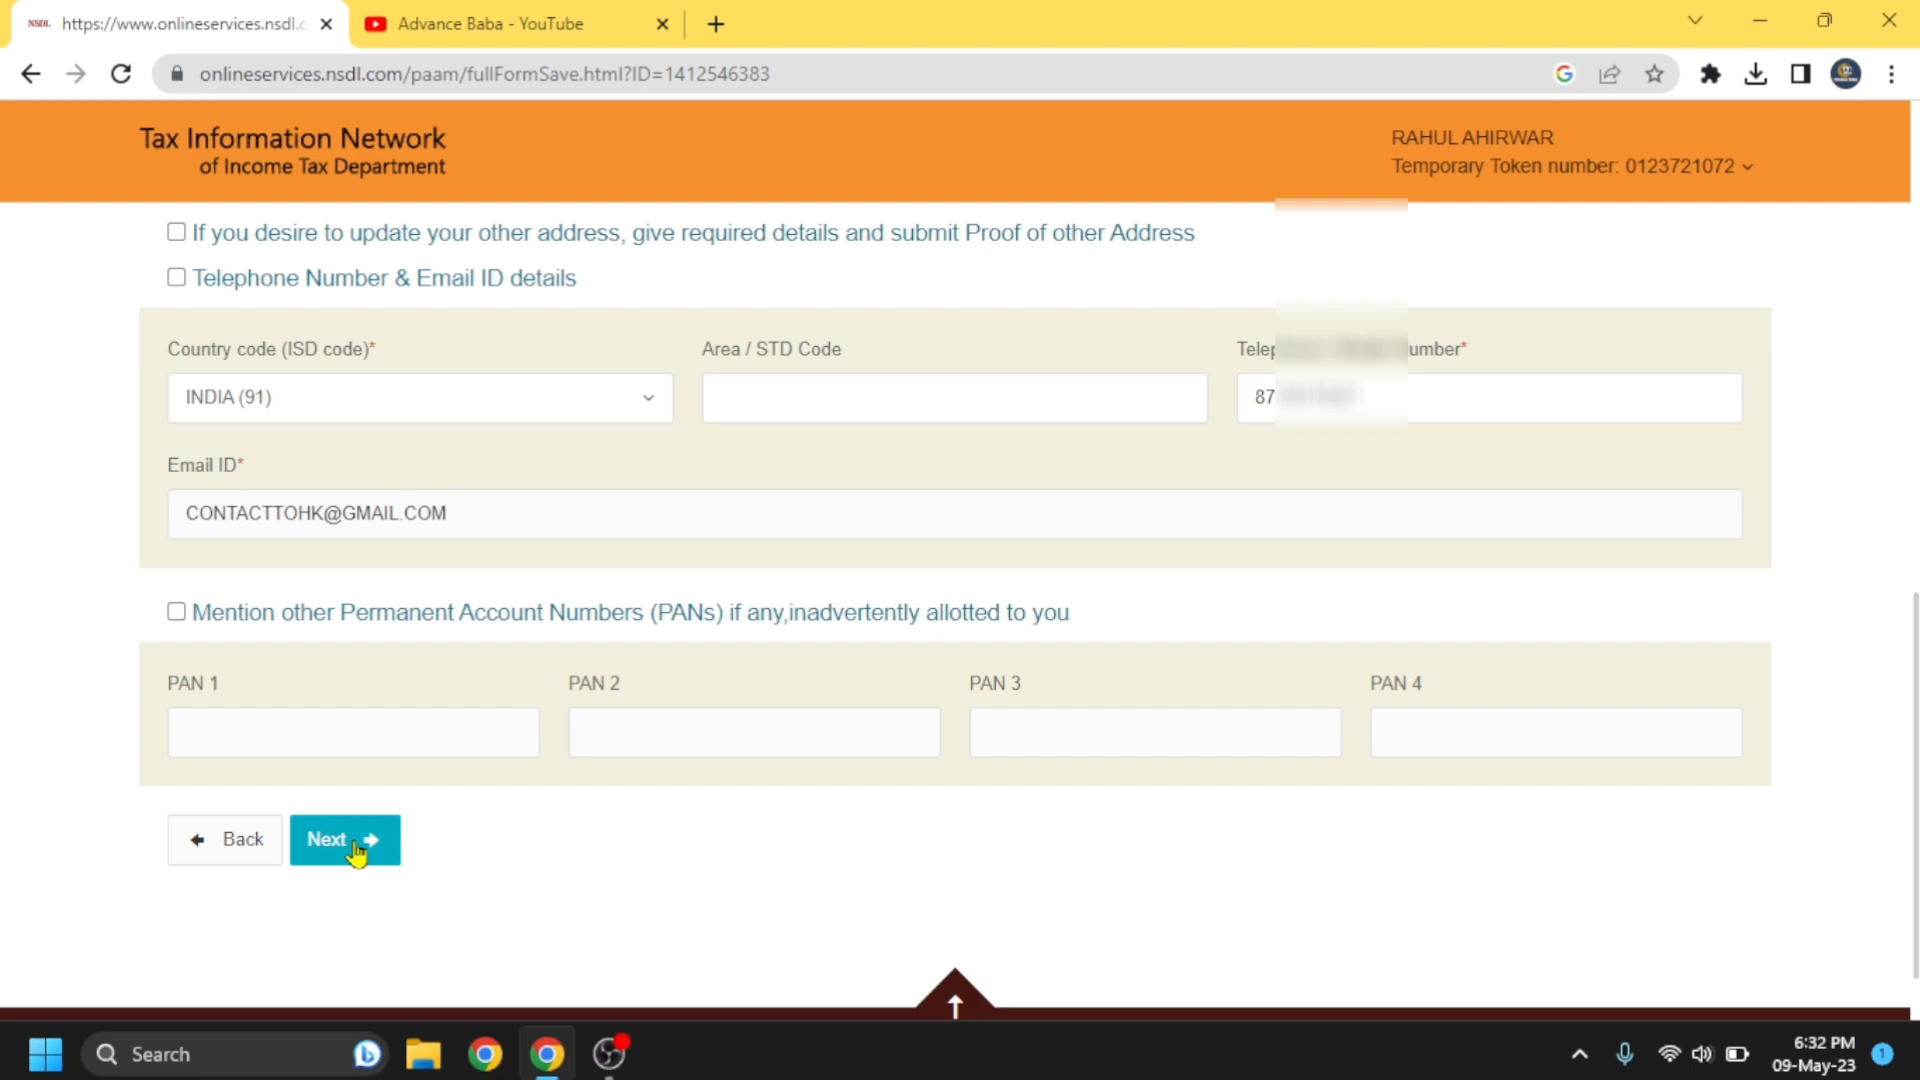 NSDL https://www.onlineservices.nsdl.c
Advance Baba - YouTube
onlineservices.nsdl.com/paam/fullFormSave.html?ID=1412546383
Tax Information Network
of Income Tax Department
RAHUL AHIRWAR
Temporary Token number: 0123721072
If you desire to update your other address, give required details and submit Proof of other Address
Telephone Number & Email ID details
Country code (ISD code)*
Area / STD Code
Telep umber*
INDIA (91)
87
Email ID*
CONTACTTOHK@GMAIL.COM
Mention other Permanent Account Numbers (PANs) if any,inadvertently allotted to you
PAN 1
PAN 2
PAN 3
PAN 4
Back
Next
Search
6:32 PM
09-May-23
1